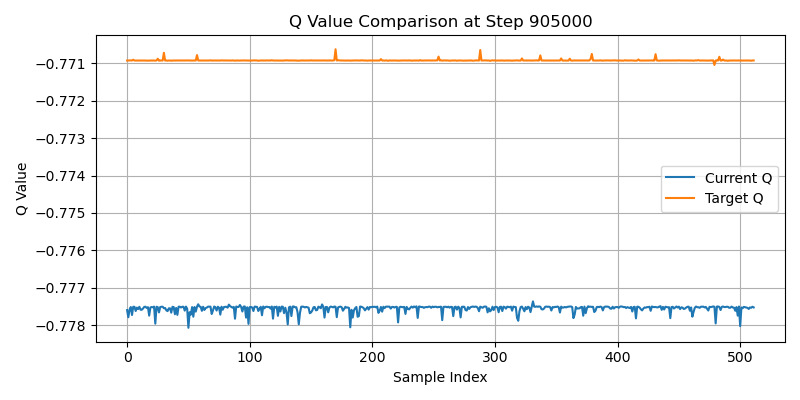 Q Value Comparison at Step 905000
−0.771
−0.772
−0.773
−0.774
−0.775
−0.776
−0.777
−0.778
Q Value
Current Q
Target Q
0
100
200
300
400
500
Sample Index